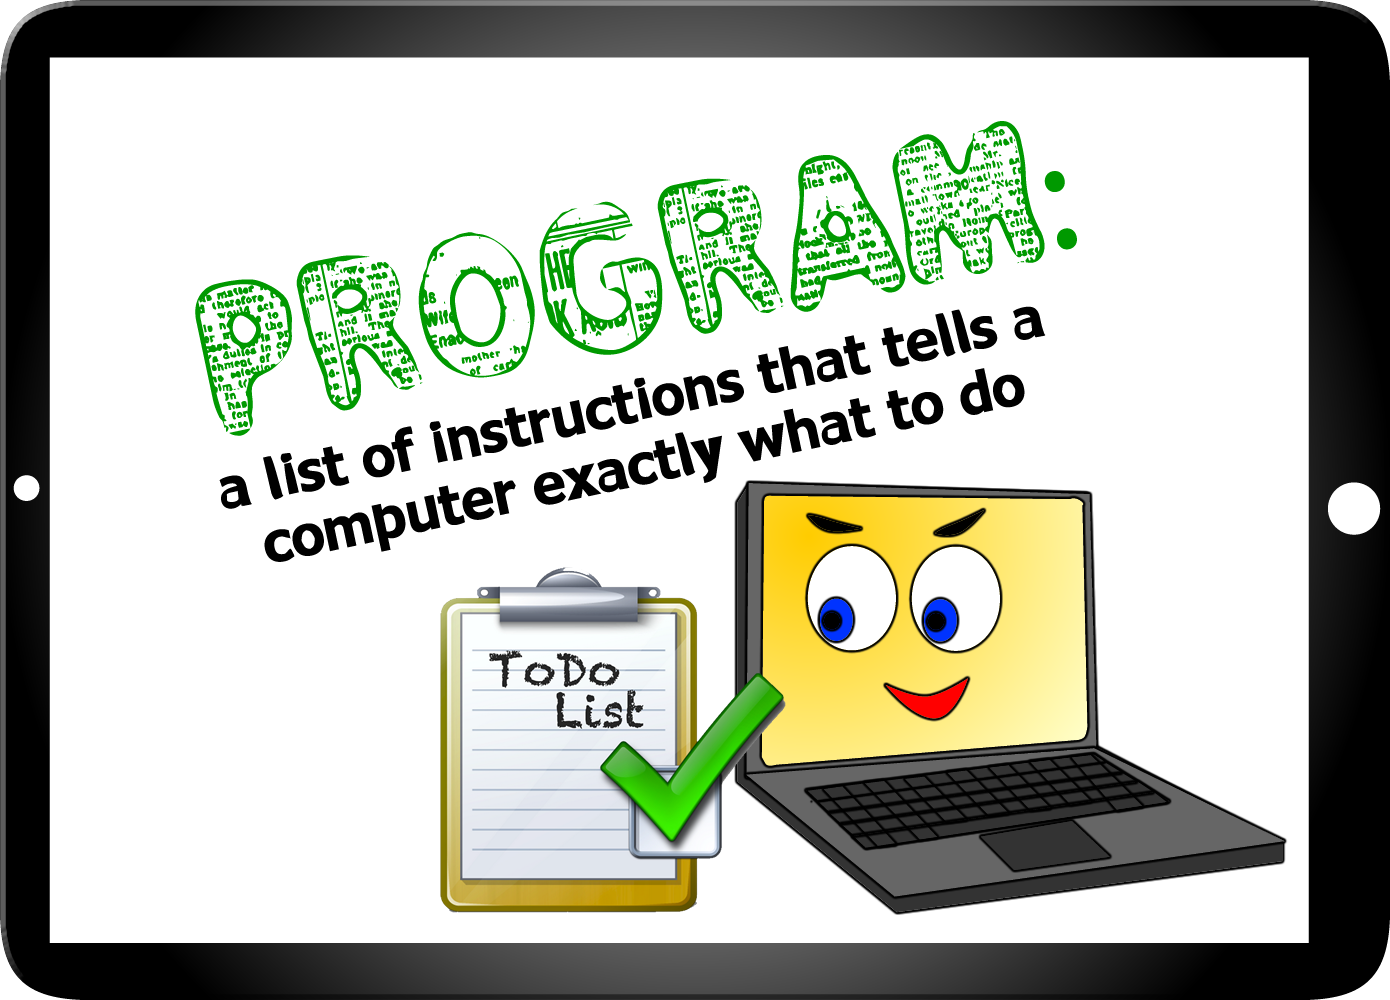 PROGRAM:
a list of instructions that tells a
computer exactly what to do
ToDo
List